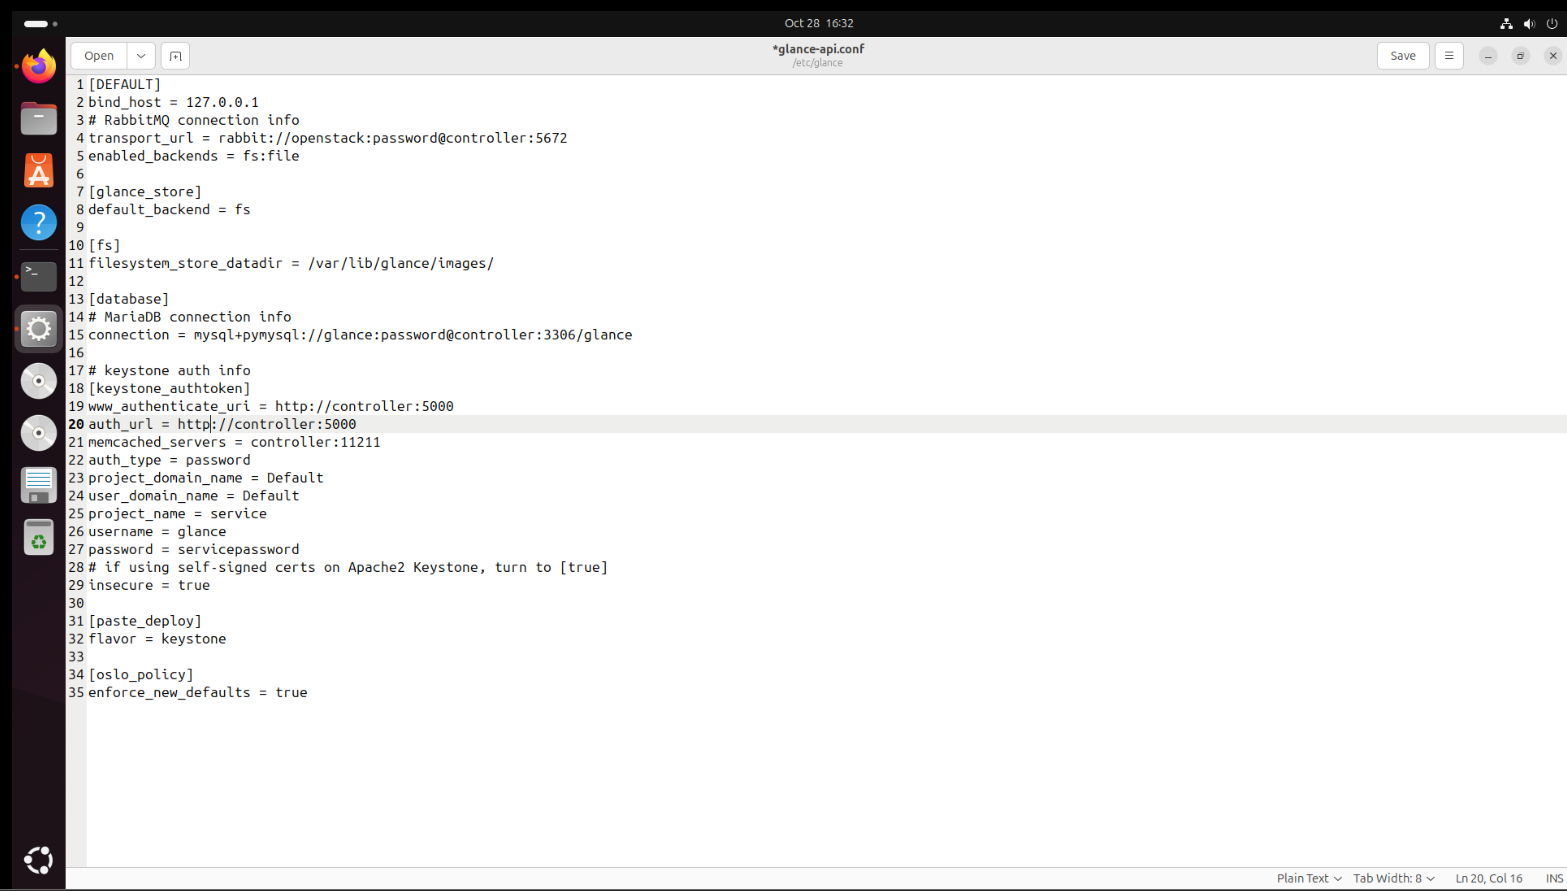 Oct 28 16:32
Open
*glance-api.conf
/etc/glance
Save
1 [DEFAULT]
2 bind_host = 127.0.0.1
3 # RabbitMQ connection info
4 transport_url = rabbit://openstack:password@controller:5672
5 enabled_backends = fs:file
6
7 [glance_store]
8 default_backend = fs
9
10 [fs]
11 filesystem_store_datadir = /var/lib/glance/images/
12
13 [database]
14 # MariaDB connection info
15 connection = mysql+pymysql://glance:password@controller:3306/glance
16
17 # keystone auth info
18 [keystone_authtoken]
19 www_authenticate_uri = http://controller:5000
20 auth_url = http://controller:5000
21 memcached_servers = controller:11211
22 auth_type = password
23 project_domain_name = Default
24 user_domain_name = Default
25 project_name = service
26 username = glance
27 password = servicepassword
28 # if using self-signed certs on Apache2 Keystone, turn to [true]
29 insecure = true
30
31 [paste_deploy]
32 flavor = keystone
33
34 [oslo_policy]
35 enforce_new_defaults = true
Plain Text Tab Width: 8 Ln 20, Col 16 INS